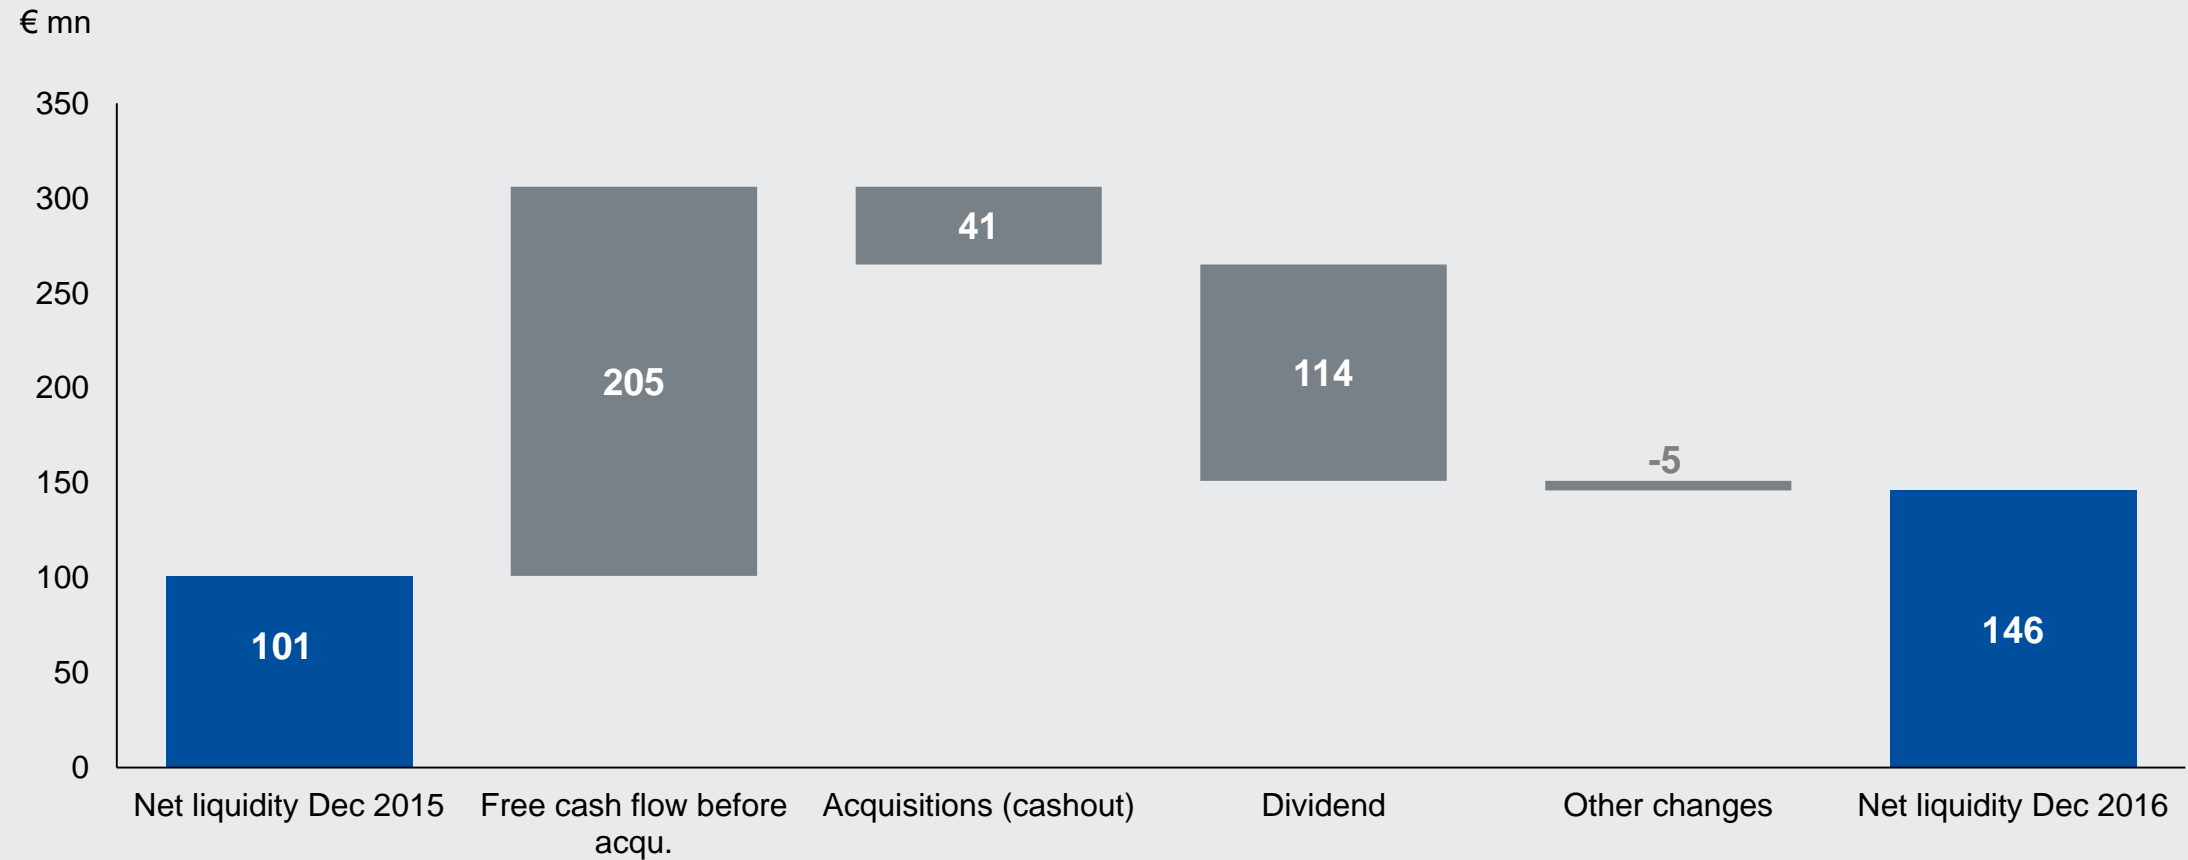 € mn
350
300
250
200
150
100
50
0
101
205
41
114
-5
146
Net liquidity Dec 2015
Free cash flow before
acqu.
Acquisitions (cashout)
Dividend
Other changes
Net liquidity Dec 2016